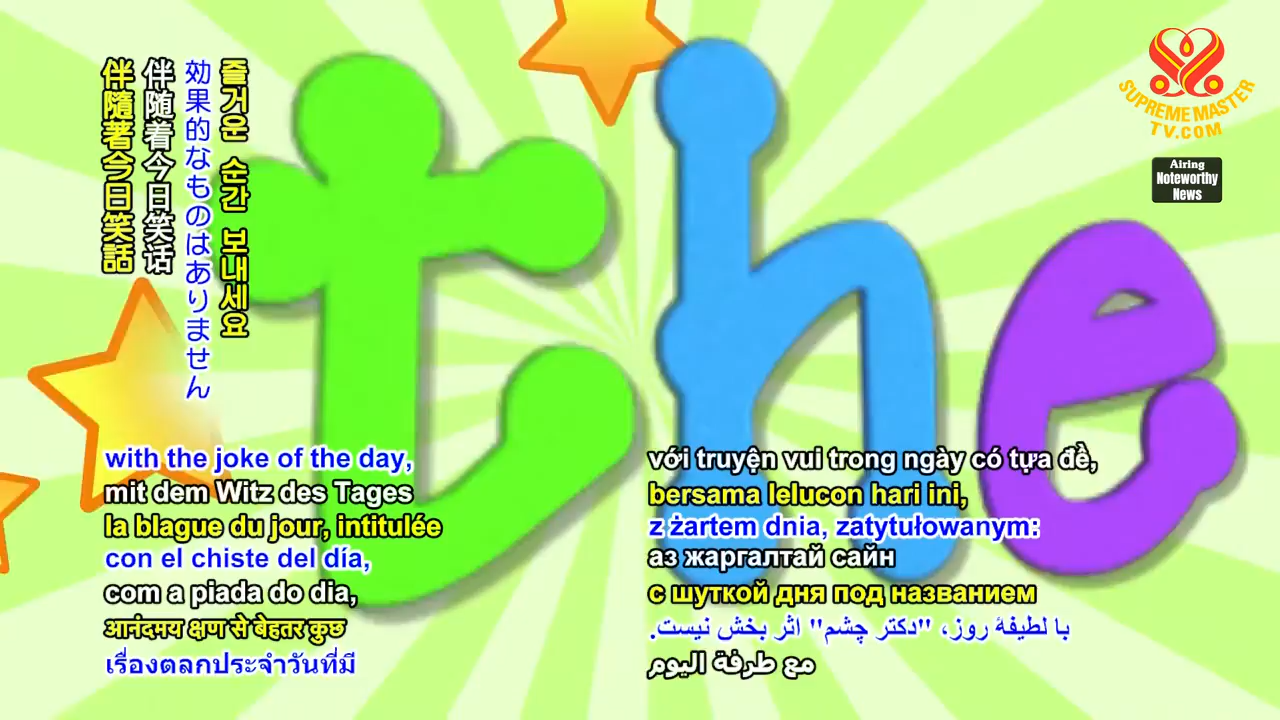 the
SUPREME MASTER
TV.COM
Airing
Noteworthy
News
즐거운 순간 보내세요
効果的なものはありません
伴随着今日笑话
伴隨著今日笑話
with the joke of the day,
mit dem Witz des Tages
la blague du jour, intitulée
con el chiste del día,
com a piada do dia,
आनंदमय क्षण से बेहतर कुछ
เรื่องตลกประจำวันที่มี
với truyện vui trong ngày có tựa đề,
bersama lelucon hari ini,
z żartem dnia, zatytułowanym:
аз жаргалтай сайн
с шуткой дня под названием
با لطیفهٔ روز، "دکتر چشم" اثر بخش نیست.
مع طرفة اليوم